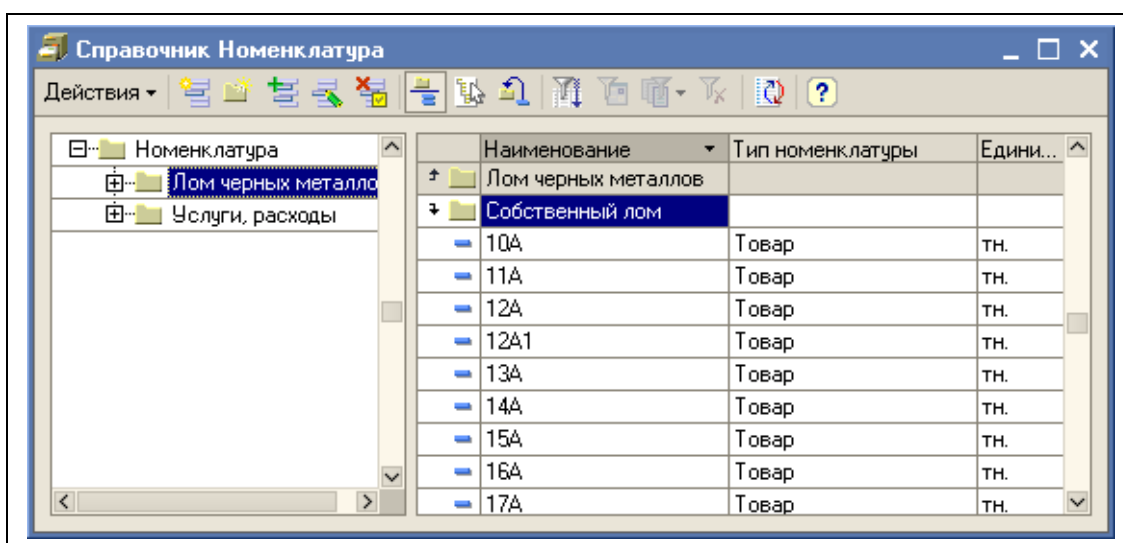 Справочник Номенклатура
Действия
Номенклатура
Лом черных металло
Услуги, расходы
Наименование Тип номенклатуры Едини...
Лом черных металлов
Собственный лом
10А Товар тн.
11А Товар тн.
12А Товар тн.
12А1 Товар тн.
13А Товар тн.
14А Товар тн.
15А Товар тн.
16А Товар тн.
17А Товар тн.